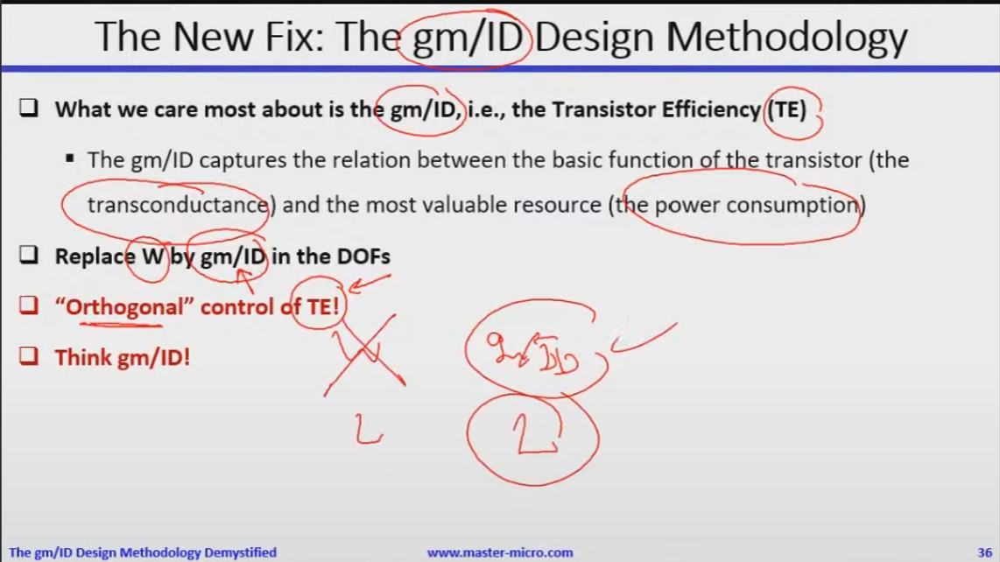 The New Fix: The gm/ID Design Methodology
❑ What we care most about is the gm/ID, i.e., the Transistor Efficiency (TE)
▪ The gm/ID captures the relation between the basic function of the transistor (the
transconductance) and the most valuable resource (the power consumption)
❑ Replace W by gm/ID in the DOFs
❑ “Orthogonal” control of TE!
❑ Think gm/ID!
W
L
L
The gm/ID Design Methodology Demystified
www.master-micro.com
36